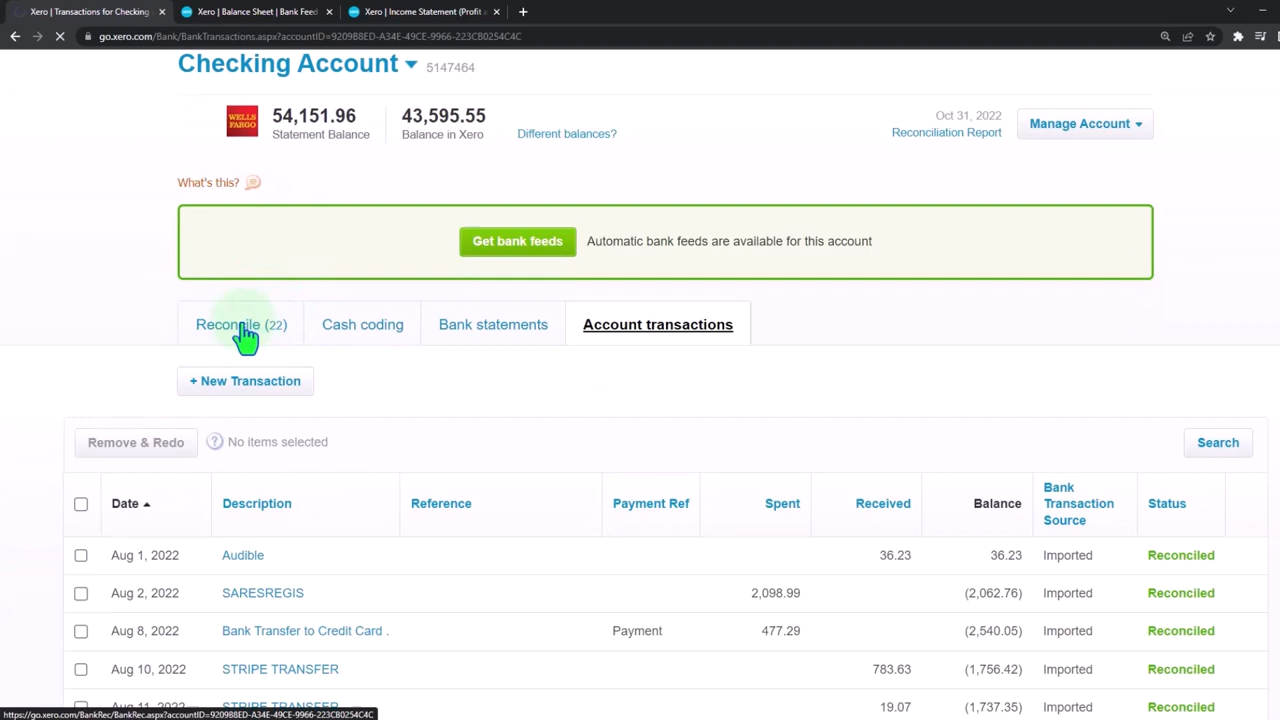 Xero | Transactions for Checking
Xero | Balance Sheet | Bank Feed
Xero | Income Statement (Profit a
go.xero.com/Bank/BankTransactions.aspx?accountID=9209B8ED-A34E-49CE-9966-223CB0254C4C
Checking Account 5147464
WELLS FARGO
54,151.96
Statement Balance
43,595.55
Balance in Xero
Different balances?
Oct 31, 2022
Reconciliation Report
Manage Account
What's this?
Get bank feeds Automatic bank feeds are available for this account
Reconcile (22) Cash coding Bank statements Account transactions
+ New Transaction
Remove & Redo ? No items selected Search
Date Description Reference Payment Ref Spent Received Balance Bank Transaction Source Status
Aug 1, 2022 Audible 36.23 36.23 Imported Reconciled
Aug 2, 2022 SARESREGIS 2,098.99 (2,062.76) Imported Reconciled
Aug 8, 2022 Bank Transfer to Credit Card . Payment 477.29 (2,540.05) Imported Reconciled
Aug 10, 2022 STRIPE TRANSFER 783.63 (1,756.42) Imported Reconciled
Aug 11, 2022 STRIPE TRANSFER 19.07 (1,737.35) Imported Reconciled
https://go.xero.com/BankRec/BankRec.aspx?accountID=9209B8ED-A34E-49CE-9966-223CB0254C4C